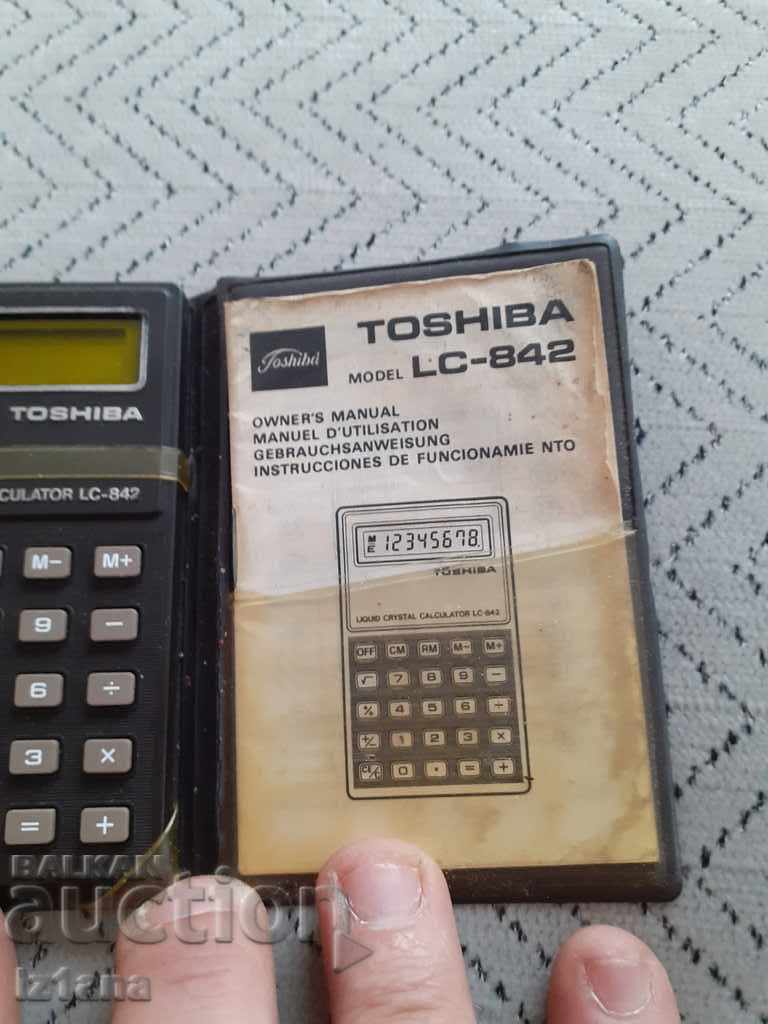 TOSHIBA
CULATOR LC-842
M- M+
9 -
6 ÷
3 ×
= +
Toshiba
TOSHIBA
MODEL LC-842
OWNER'S MANUAL
MANUEL D'UTILISATION
GEBRAUCHSANWEISUNG
INSTRUCCIONES DE FUNCIONAMIE NTO
M
E 12345678.
TOSHIBA
LIQUID CRYSTAL CALCULATOR LC-842
OFF CM RM M- M+
√ 7 8 9 -
% 4 5 6 ÷
+/- 1 2 3 ×
0 • = +
BALKAN
auction
iz1ana